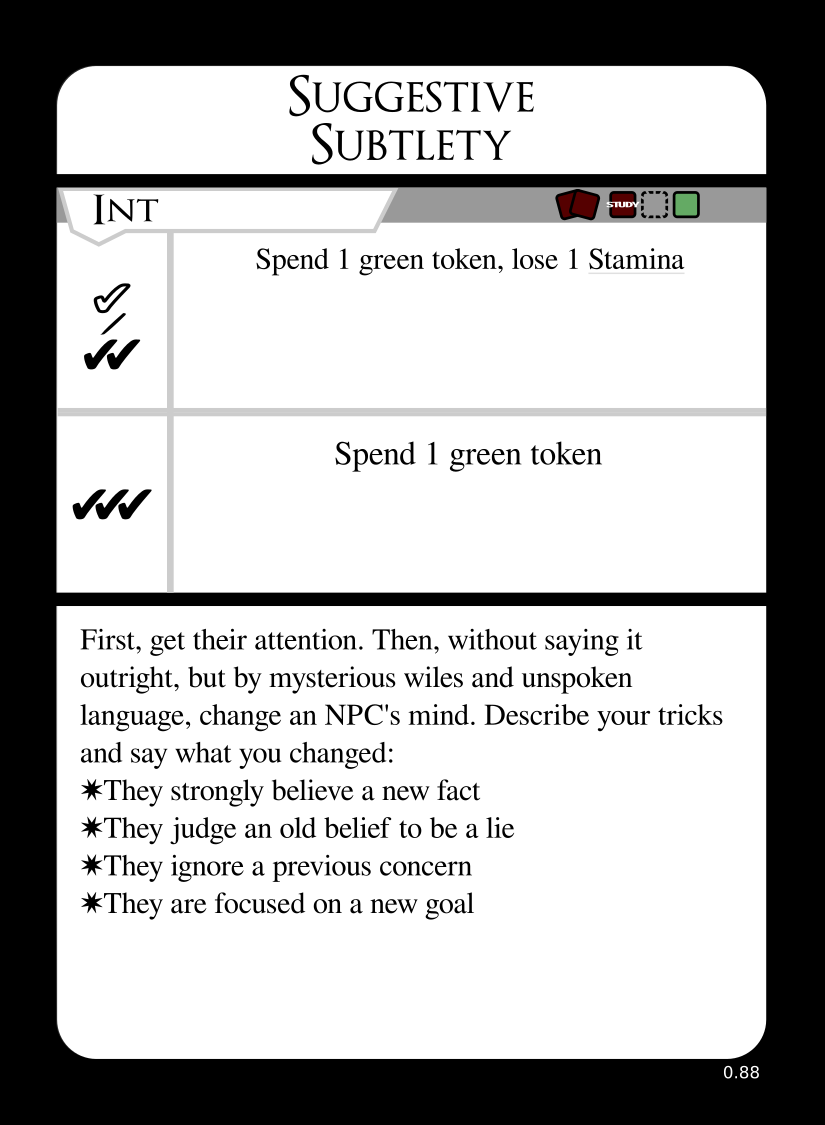 SUGGESTIVE
SUBTLETY
INT
STUDY
Spend 1 green token, lose 1 Stamina
Spend 1 green token
First, get their attention. Then, without saying it
outright, but by mysterious wiles and unspoken
language, change an NPC's mind. Describe your tricks
and say what you changed:
✷They strongly believe a new fact
✷They judge an old belief to be a lie
✷They ignore a previous concern
✷They are focused on a new goal
0.88